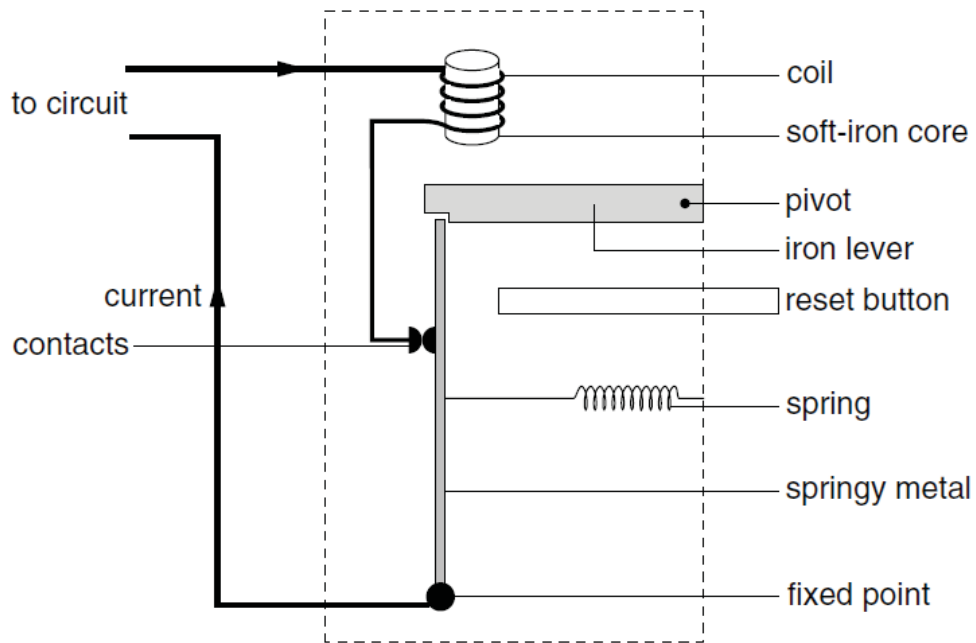 coil
to circuit
soft-iron core
pivot
iron lever
current
reset button
contacts
spring
springy metal
fixed point